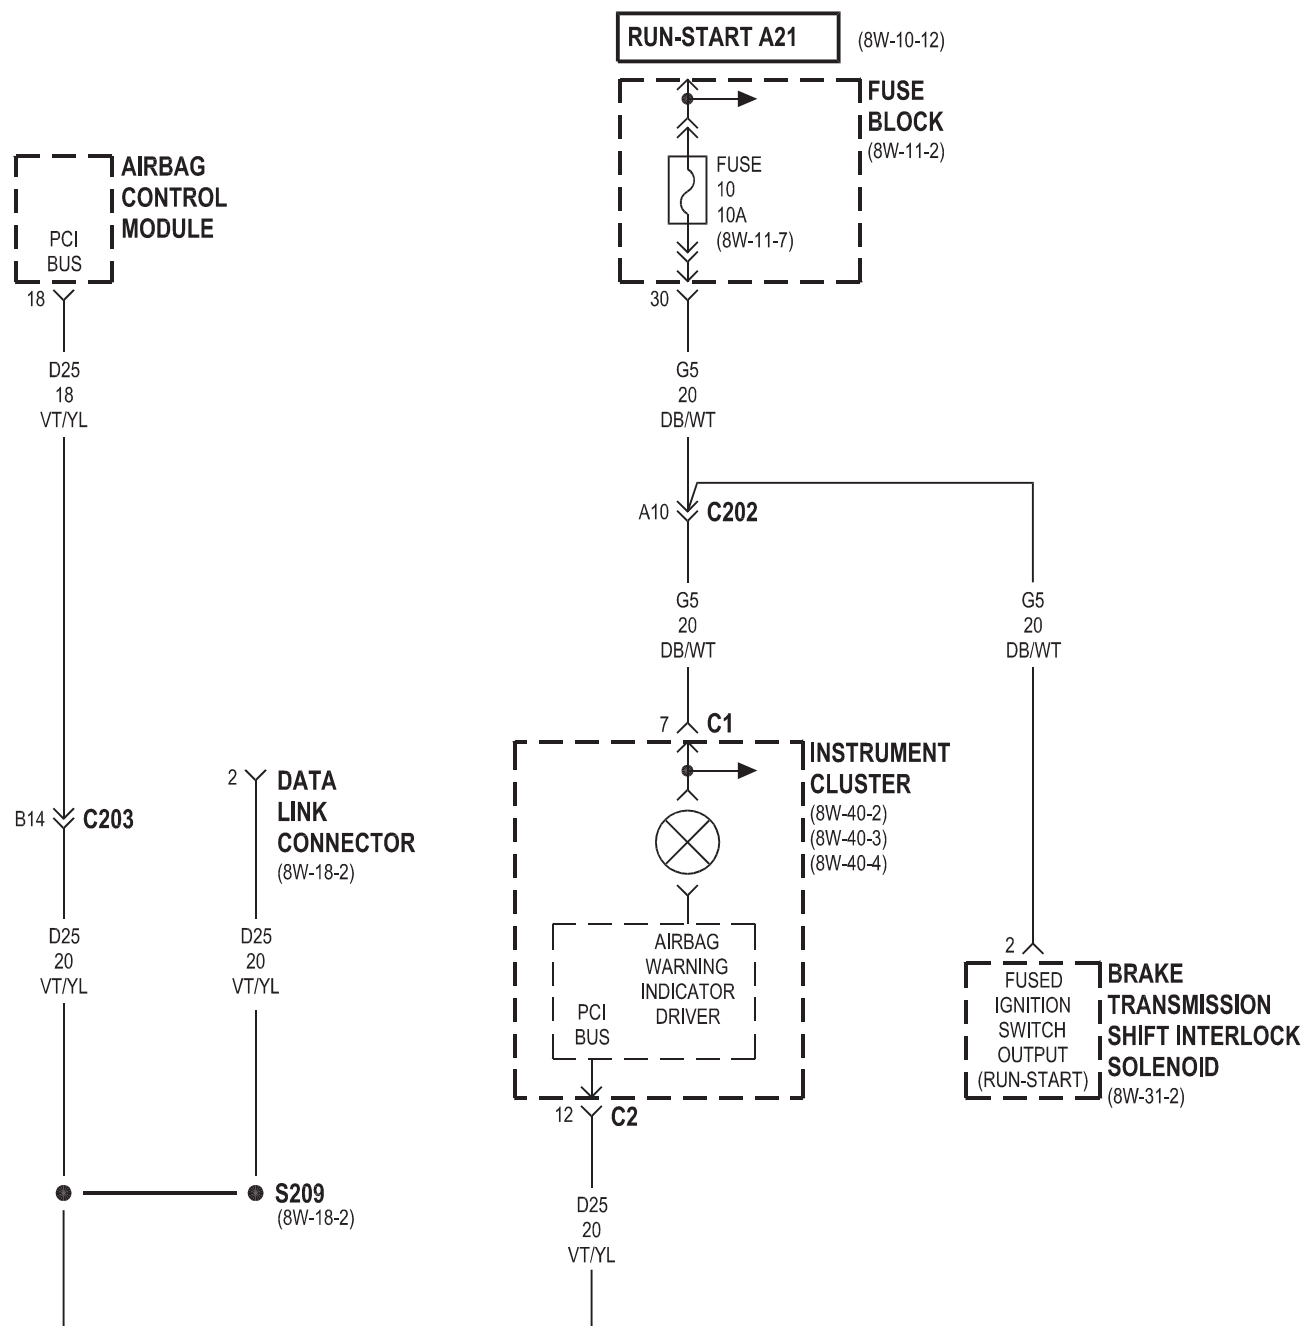 RUN-START A21
(8W-10-12)
FUSE
BLOCK
(8W-11-2)
FUSE
10
10A
(8W-11-7)
30
AIRBAG
CONTROL
MODULE
PCI
BUS
18
D25
18
VT/YL
G5
20
DB/WT
A10
C202
G5
20
DB/WT
G5
20
DB/WT
7
C1
INSTRUMENT
CLUSTER
(8W-40-2)
(8W-40-3)
(8W-40-4)
2
DATA
LINK
CONNECTOR
(8W-18-2)
B14
C203
D25
20
VT/YL
D25
20
VT/YL
AIRBAG
WARNING
INDICATOR
DRIVER
PCI
BUS
2
FUSED
IGNITION
SWITCH
OUTPUT
(RUN-START)
BRAKE
TRANSMISSION
SHIFT INTERLOCK
SOLENOID
(8W-31-2)
12
C2
S209
(8W-18-2)
D25
20
VT/YL